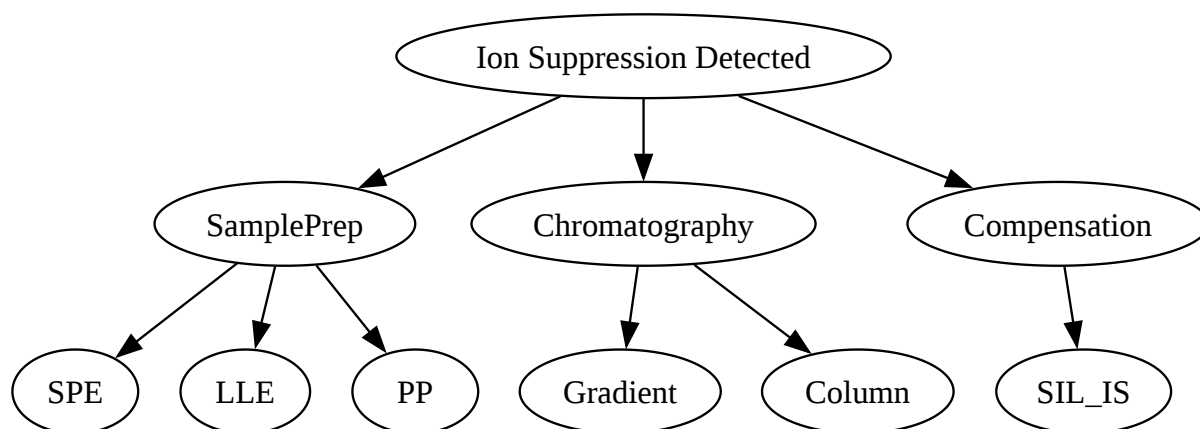 Ion Suppression Detected
SamplePrep
Chromatography
Compensation
SPE
LLE
PP
Gradient
Column
SIL_IS